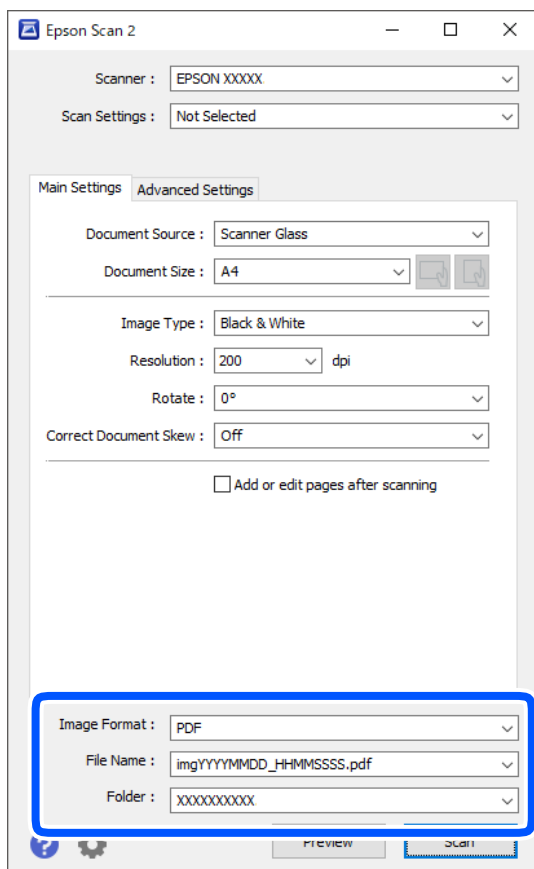 Epson Scan 2
Scanner : EPSON XXXXX
Scan Settings : Not Selected
Main Settings Advanced Settings
Document Source : Scanner Glass
Document Size : A4
Image Type : Black & White
Resolution : 200 dpi
Rotate : 0°
Correct Document Skew : Off
Add or edit pages after scanning
Image Format : PDF
File Name : imgYYYYMMDD_HHMMSSSS.pdf
Folder : XXXXXXXXXX
? Preview Scan